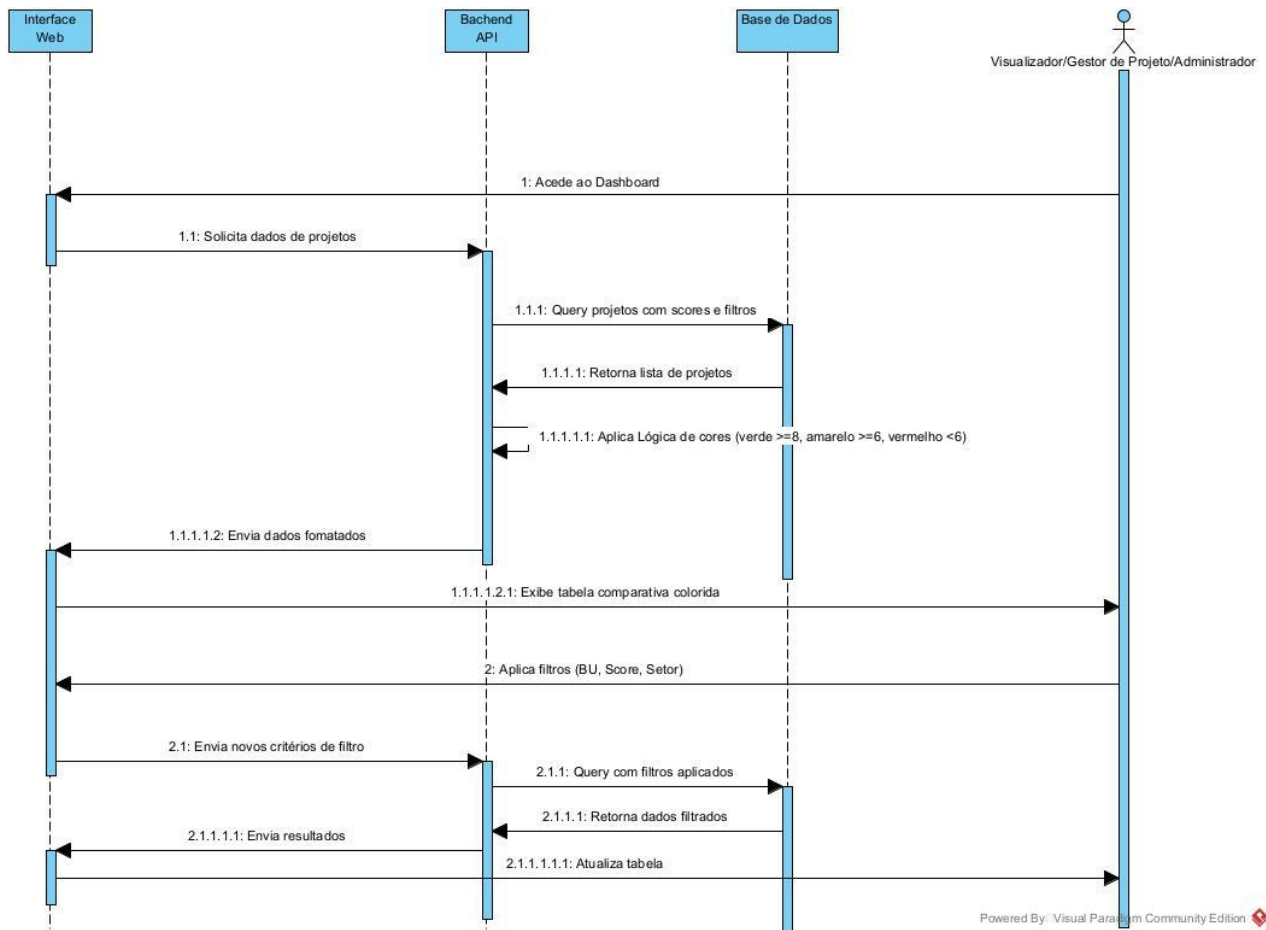 Interface
Web
Bachend
API
Base de Dados
Visualizador/Gestor de Projeto/Administrador
1: Acede ao Dashboard
1.1: Solicita dados de projetos
1.1.1: Query projetos com scores e filtros
1.1.1.1: Retorna lista de projetos
1.1.1.1.1: Aplica Lógica de cores (verde >=8, amarelo >=6, vermelho <6)
1.1.1.1.2: Envia dados fomatados
1.1.1.1.2.1: Exibe tabela comparativa colorida
2: Aplica filtros (BU, Score, Setor)
2.1: Envia novos critérios de filtro
2.1.1: Query com filtros aplicados
2.1.1.1: Retorna dados filtrados
2.1.1.1.1: Envia resultados
2.1.1.1.1.1: Atualiza tabela
Powered By Visual Paradigm Community Edition